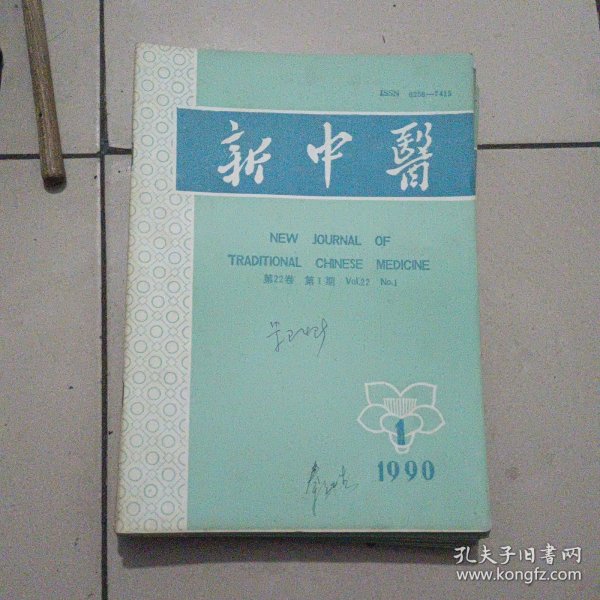 ISSN 0256—7415
新中醫
NEW JOURNAL OF
TRADITIONAL CHINESE MEDICINE
第22卷 第1期 Vol.22 No.1
1
1990
孔夫子旧书网
www.kongfz.com